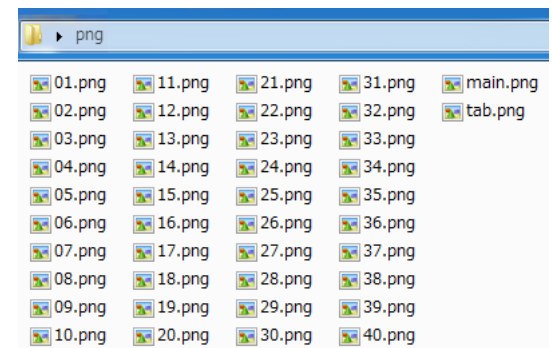 png
01.png
02.png
03.png
04.png
05.png
06.png
07.png
08.png
09.png
10.png
11.png
12.png
13.png
14.png
15.png
16.png
17.png
18.png
19.png
20.png
21.png
22.png
23.png
24.png
25.png
26.png
27.png
28.png
29.png
30.png
31.png
32.png
33.png
34.png
35.png
36.png
37.png
38.png
39.png
40.png
main.png
tab.png